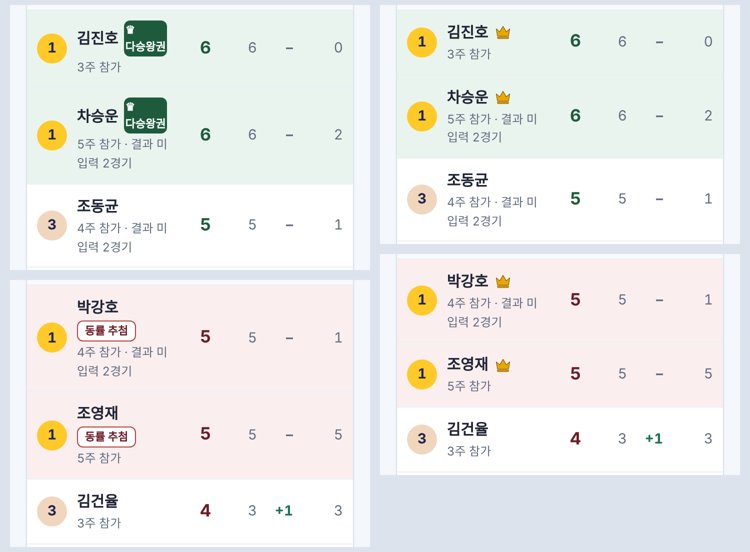 1 김진호 ♛ 다승왕권 6 6 – 0
3주 참가
1 차승운 ♛ 다승왕권 6 6 – 2
5주 참가 · 결과 미
입력 2경기
3 조동균 5 5 – 1
4주 참가 · 결과 미
입력 2경기
1 박강호 5 5 – 1
동률 추첨
4주 참가 · 결과 미
입력 2경기
1 조영재 5 5 – 5
동률 추첨
5주 참가
3 김건율 4 3 +1 3
3주 참가
1 김진호 6 6 – 0
3주 참가
1 차승운 6 6 – 2
5주 참가 · 결과 미
입력 2경기
3 조동균 5 5 – 1
4주 참가 · 결과 미
입력 2경기
1 박강호 5 5 – 1
4주 참가 · 결과 미
입력 2경기
1 조영재 5 5 – 5
5주 참가
3 김건율 4 3 +1 3
3주 참가